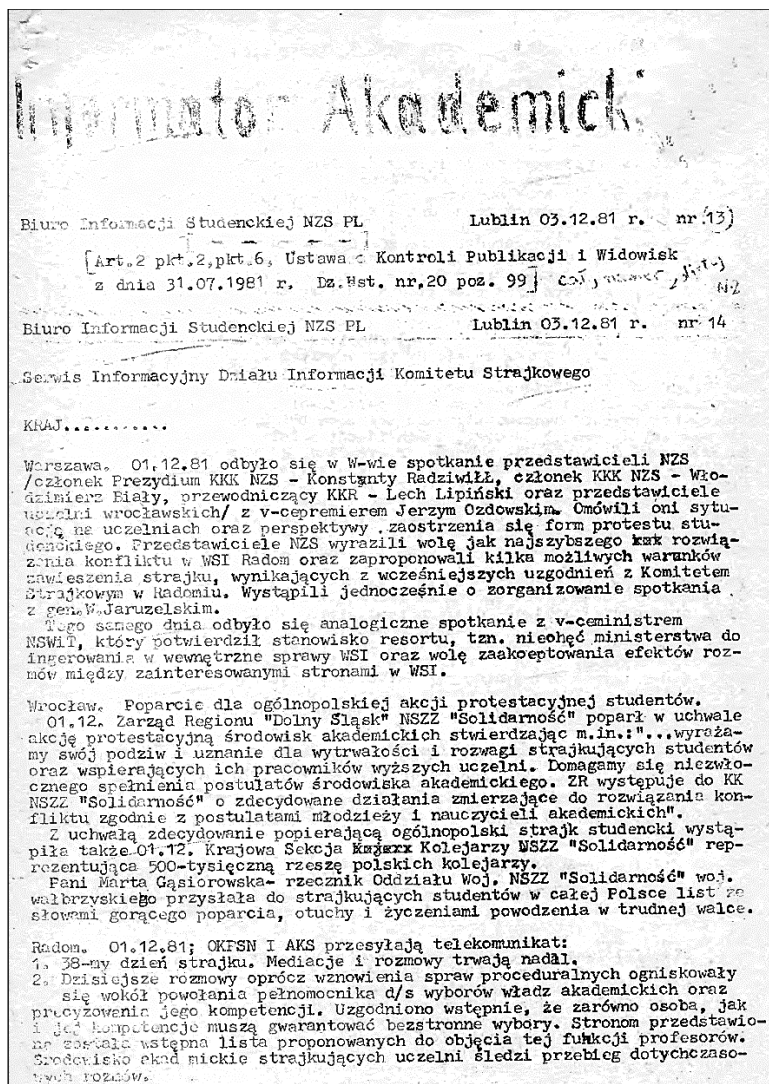 Informator Akademicki
Biuro Informacji Studenckiej NZS PL Lublin 03.12.81 r. nr 13)
[Art.2 pkt.2,pkt.6, Ustawa o Kontroli Publikacji i Widowisk
z dnia 31.07.1981 r. Dz.Ust. nr.20 poz. 99]
Biuro Informacji Studenckiej NZS PL Lublin 03.12.81 r. nr 14
Serwis Informacyjny Działu Informacji Komitetu Strajkowego
KRAJ............
Warszawa. 01.12.81 odbyło się w W-wie spotkanie przedstawicieli NZS
/członek Prezydium KKK NZS - Konstanty RadziwiŁŁ, członek KKK NZS - Wło-
dzimierz Biały, przewodniczący KKR - Lech Lipiński oraz przedstawiciele
uczelni wrocławskich/ z v-cepremierem Jerzym Ozdowskim. Omówili oni sytu-
ację na uczelniach oraz perspektywy zaostrzenia się form protestu stu-
denckiego. Przedstawiciele NZS wyrazili wolę jak najszybszego rozwią-
zania konfliktu w WSI Radom oraz zaproponowali kilka możliwych warunków
zawieszenia strajku, wynikających z wcześniejszych uzgodnień z Komitetem
Strajkowym w Radomiu. Wystąpili jednocześnie o zorganizowanie spotkania
z gen.W.Jaruzelskim.
Tego samego dnia odbyło się analogiczne spotkanie z v-ceministrem
NSWiT, który potwierdził stanowisko resortu, tzn. niechęć ministerstwa do
ingerowania w wewnętrzne sprawy WSI oraz wolę zaakceptowania efektów roz-
mów między zainteresowanymi stronami w WSI.
Wrocław. Poparcie dla ogólnopolskiej akcji protestacyjnej studentów.
01.12. Zarząd Regionu "Dolny Śląsk" NSZZ "Solidarność" poparł w uchwale
akcję protestacyjną środowisk akademickich stwierdzając m.in.:"...wyraża-
my swój podziw i uznanie dla wytrwałości i rozwagi strajkujących studentów
oraz wspierających ich pracowników wyższych uczelni. Domagamy się niezwło-
cznego spełnienia postulatów środowiska akademickiego. ZR występuje do KK
NSZZ "Solidarność" o zdecydowane działania zmierzające do rozwiązania kon-
fliktu zgodnie z postulatami młodzieży i nauczycieli akademickich".
Z uchwałą zdecydowanie popierającą ogólnopolski strajk studencki wystą-
piła także 01.12. Krajowa Sekcja Kolejarzy NSZZ "Solidarność" rep-
rezentująca 500-tysięczną rzeszę polskich kolejarzy.
Pani Marta Gąsiorowska- rzecznik Oddziału Woj. NSZZ "Solidarność" woj.
wałbrzyskiego przysłała do strajkujących studentów w całej Polsce list ze
słowami gorącego poparcia, otuchy i życzeniami powodzenia w trudnej walce.
Radom. 01.12.81; OKPSN I AKS przesyłają telekomunikat:
1. 38-my dzień strajku. Mediacje i rozmowy trwają nadal.
2. Dzisiejsze rozmowy oprócz wznowienia spraw proceduralnych ogniskowały
się wokół powołania pełnomocnika d/s wyborów władz akademickich oraz
precyzowania jego kompetencji. Uzgodniono wstępnie, że zarówno osoba, jak
i jej kompetencje muszą gwarantować bezstronne wybory. Stronom przedstawio-
na została wstępna lista proponowanych do objęcia tej funkcji profesorów.
Środowisko akad mickie strajkujących uczelni śledzi przebieg dotychczaso-
wych rozmów.